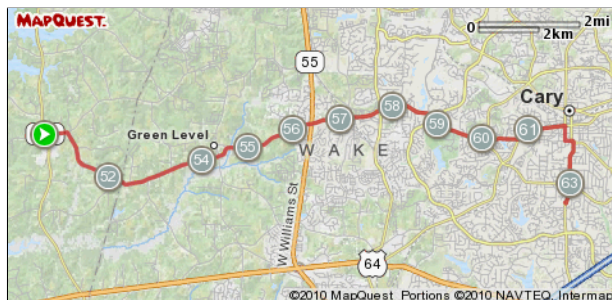 MAPQUEST.
0 2mi
2km
55
Cary
58
57
59
56
61
60
Green Level
55
54
W A K E
52
63
W Williams St
64
©2010 MapQuest Portions ©2010 NAVTEQ, Intermap